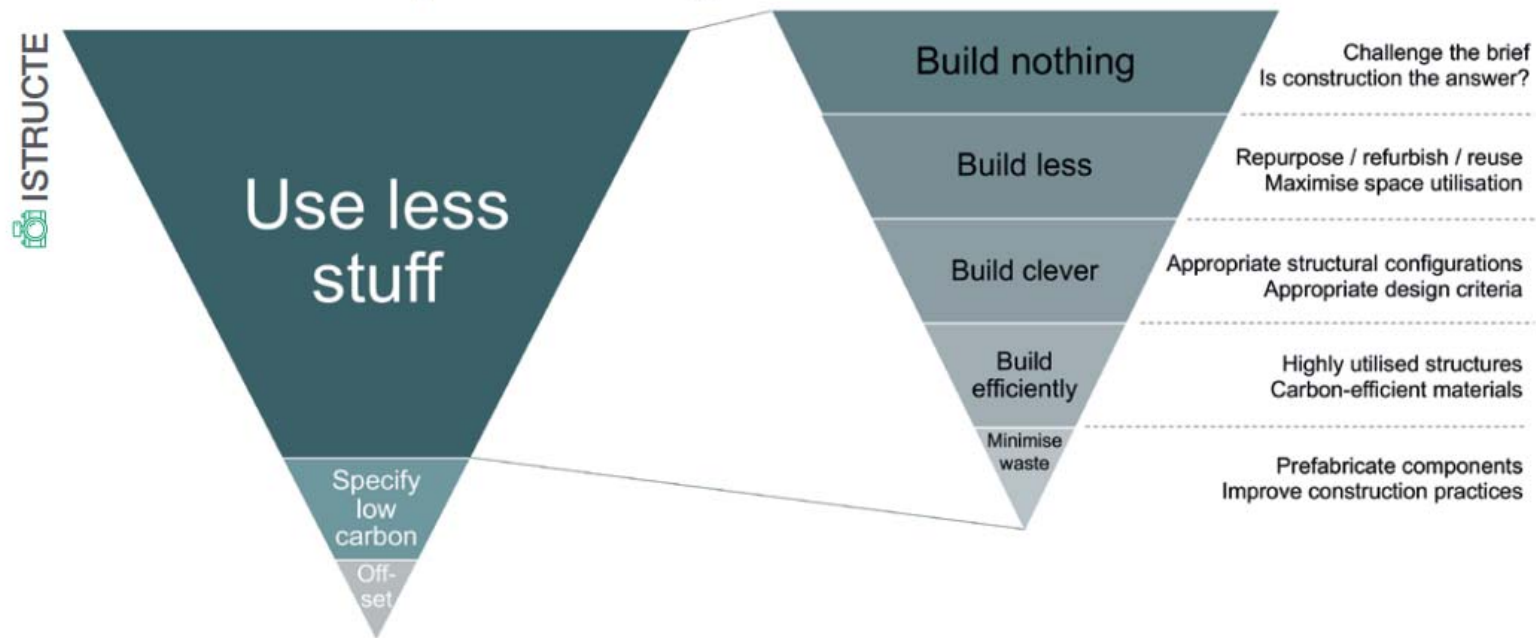 ISTRUCTE
Use less
stuff
Specify
low
carbon
Off-
set
Build nothing
Challenge the brief
Is construction the answer?
Build less
Repurpose / refurbish / reuse
Maximise space utilisation
Build clever
Appropriate structural configurations
Appropriate design criteria
Build
efficiently
Highly utilised structures
Carbon-efficient materials
Minimise
waste
Prefabricate components
Improve construction practices